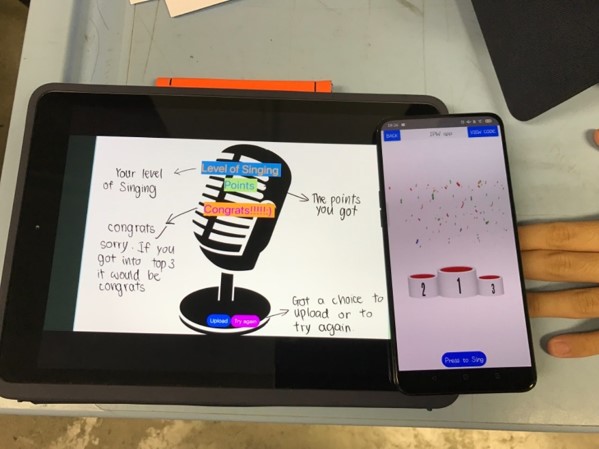 Your level
of Singing
Level of Singing
Points
Congrats!!!!!:)
The points
you got
congrats
sorry. If you
got into top 3
it would be
congrats
Upload
Try again
Got a choice to
upload or to
try again.
BACK
VIEW CODE
2
1
3
Press to Sing